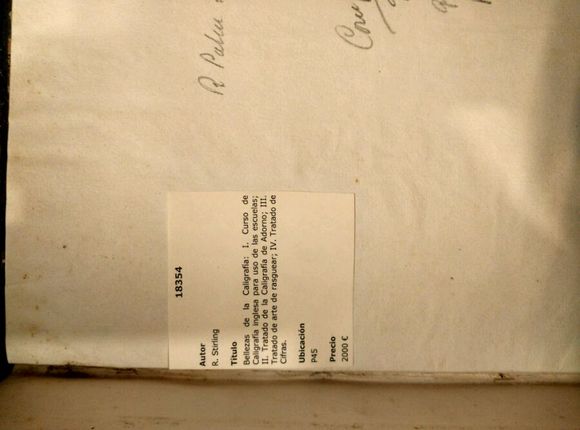 18354
Autor
R. Stirling
Título
Bellezas de la Caligrafía: I. Curso de
Caligrafía inglesa para uso de las escuelas;
II. Tratado de la Caligrafía de Adorno; III.
Tratado de arte de rasguear; IV. Tratado de
Cifras.
Ubicación
P45
Precio
2000 €